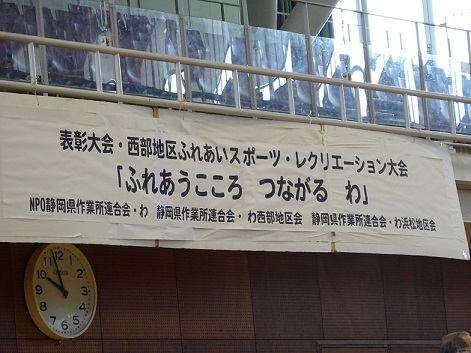 表彰大会・西部地区ふれあいスポーツ・レクリエーション大会
「ふれあうこころ つながる わ」
NPO静岡県作業所連合会・わ 静岡県作業所連合会・わ西部地区会 静岡県作業所連合会・わ浜松地区会